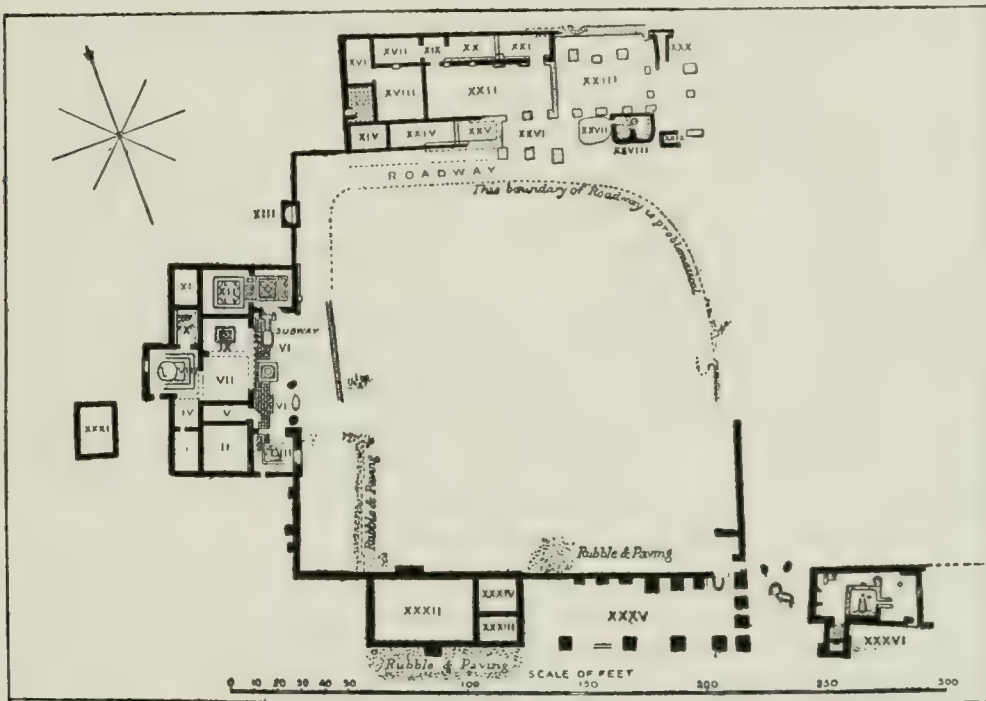 XXX
XVI XVII XIX XX XXI
XVIII XXII XXIII
XIV XXIV XXV XXVI XXVII
XXVIII XXIX
ROADWAY
This boundary of Roadway is problematical
XIII
XI XII
SUBWAY
X IX VI
VIII VII
IV V VI
XXXI
I II III
Rubble & Paving
Rubble & Paving
XXXII XXXIV
XXXIII XXXV
XXXVI
Rubble & Paving
SCALE OF FEET
0 10 20 30 40 50 100 150 200 250 300